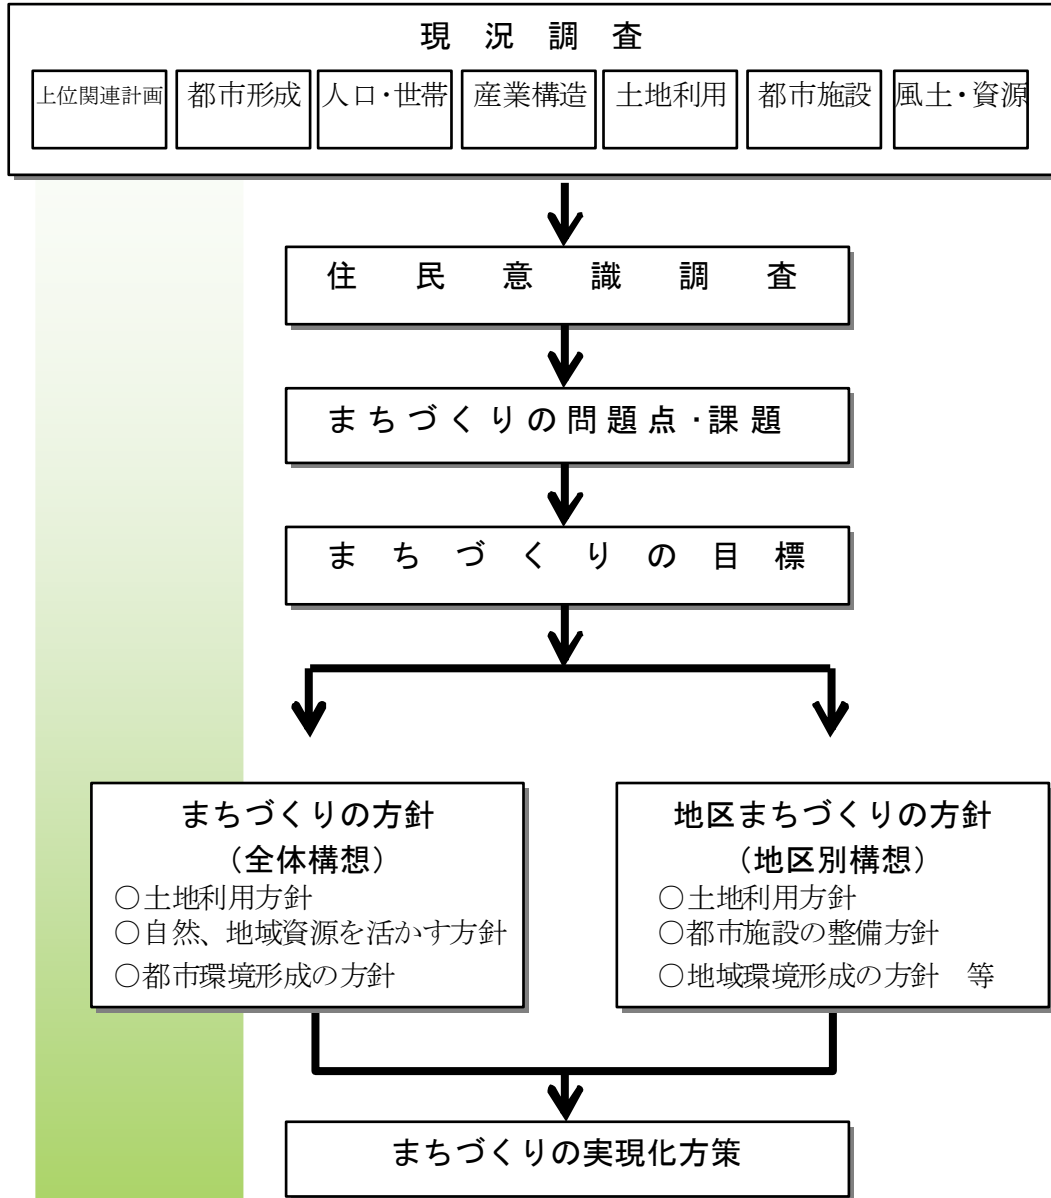 現況調査
上位関連計画
都市形成
人口・世帯
産業構造
土地利用
都市施設
風土・資源
住民意識調査
まちづくりの問題点・課題
まちづくりの目標
まちづくりの方針
（全体構想）
○土地利用方針
○自然、地域資源を活かす方針
○都市環境形成の方針
地区まちづくりの方針
（地区別構想）
○土地利用方針
○都市施設の整備方針
○地域環境形成の方針　等
まちづくりの実現化方策